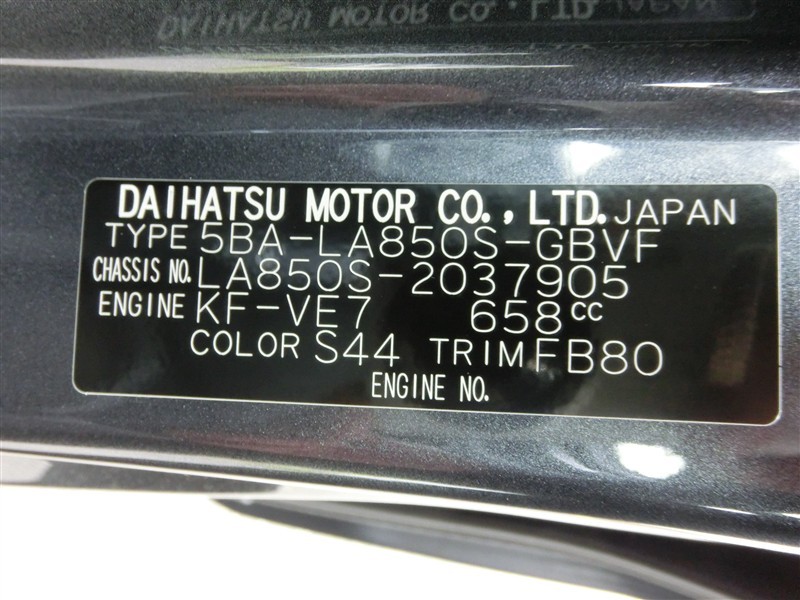 DAIHATSU MOTOR CO., LTD. JAPAN
TYPE 5BA-LA850S-GBVF
CHASSIS NO. LA850S-2037905
ENGINE KF-VE7 658cc
COLOR S44 TRIM FB80
ENGINE NO.